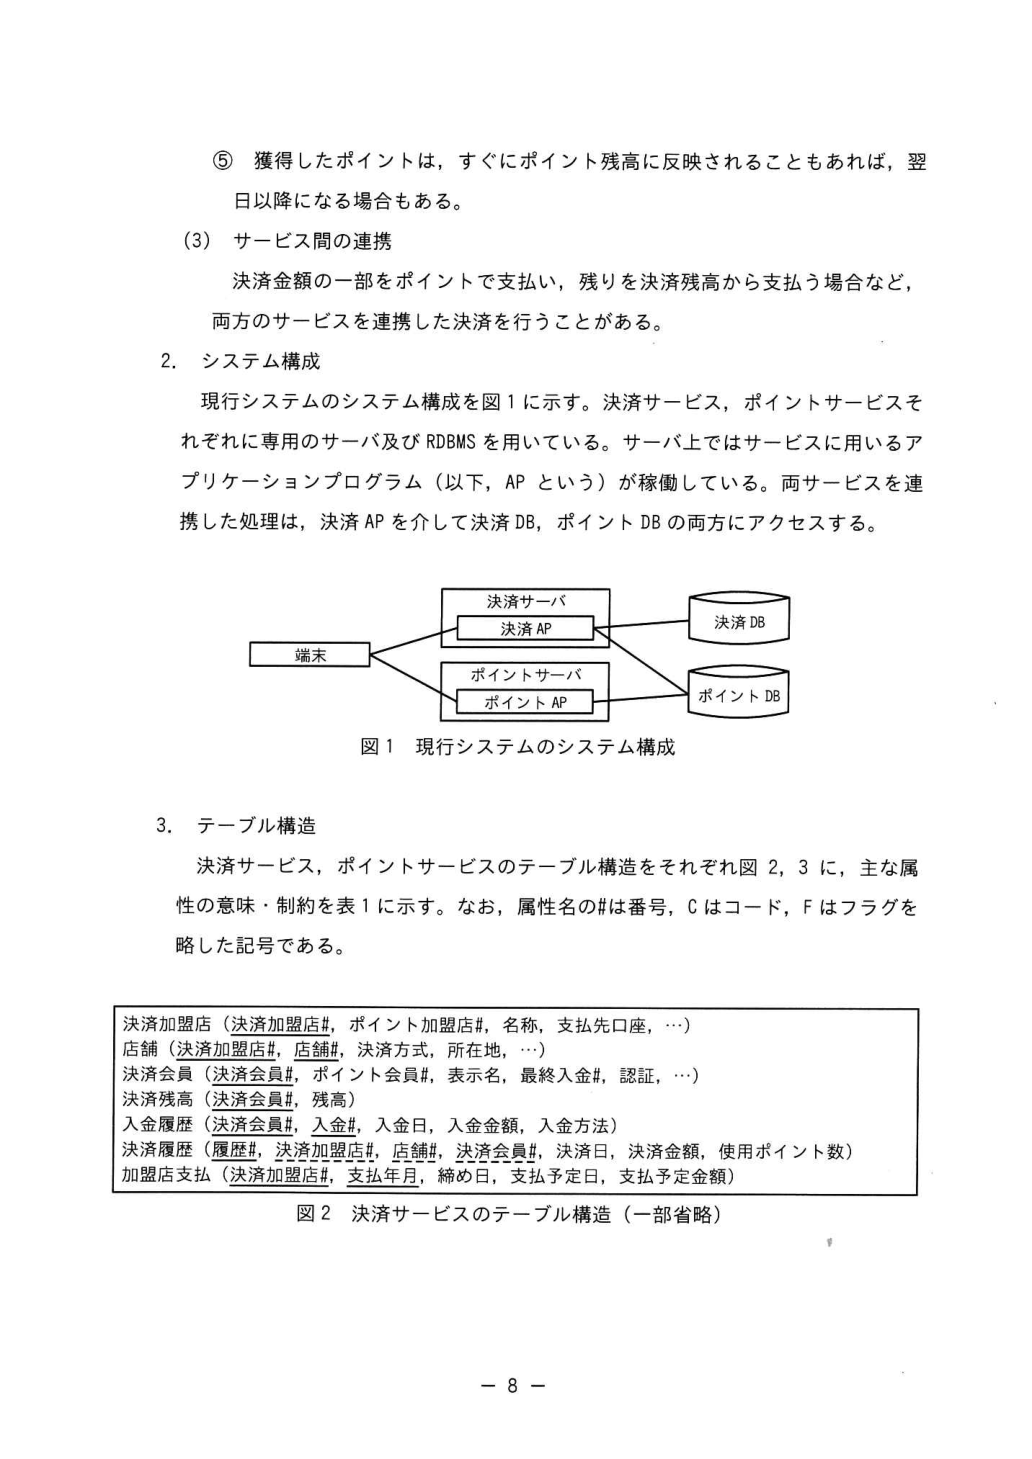 ⑤ 獲得したポイントは，すぐにポイント残高に反映されることもあれば，翌
日以降になる場合もある。
(3) サービス間の連携
決済金額の一部をポイントで支払い，残りを決済残高から支払う場合など，
両方のサービスを連携した決済を行うことがある。
2. システム構成
現行システムのシステム構成を図1に示す。決済サービス，ポイントサービスそ
れぞれに専用のサーバ及びRDBMSを用いている。サーバ上ではサービスに用いるア
プリケーションプログラム（以下，APという）が稼働している。両サービスを連
携した処理は，決済APを介して決済DB，ポイントDBの両方にアクセスする。
決済サーバ
決済AP
決済DB
端末
ポイントサーバ
ポイントAP
ポイントDB
図1 現行システムのシステム構成
3. テーブル構造
決済サービス，ポイントサービスのテーブル構造をそれぞれ図2，3に，主な属
性の意味・制約を表1に示す。なお，属性名の#は番号，Cはコード，Fはフラグを
略した記号である。
決済加盟店（決済加盟店#，ポイント加盟店#，名称，支払先口座，…）
店舗（決済加盟店#，店舗#，決済方式，所在地，…）
決済会員（決済会員#，ポイント会員#，表示名，最終入金#，認証，…）
決済残高（決済会員#，残高）
入金履歴（決済会員#，入金#，入金日，入金金額，入金方法）
決済履歴（履歴#，決済加盟店#，店舗#，決済会員#，決済日，決済金額，使用ポイント数）
加盟店支払（決済加盟店#，支払年月，締め日，支払予定日，支払予定金額）
図2 決済サービスのテーブル構造（一部省略）
－ 8 －